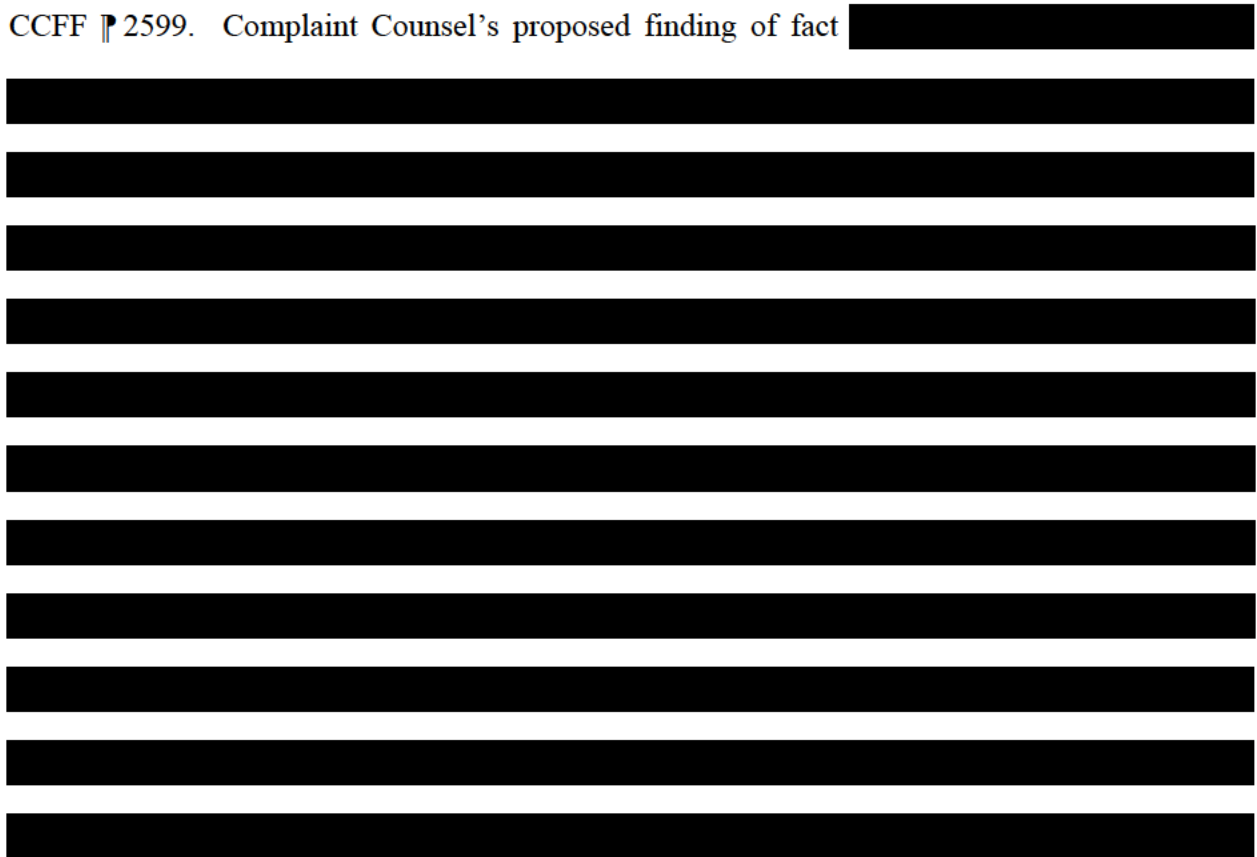 CCFF ⁋ 2599. Complaint Counsel’s proposed finding of fact